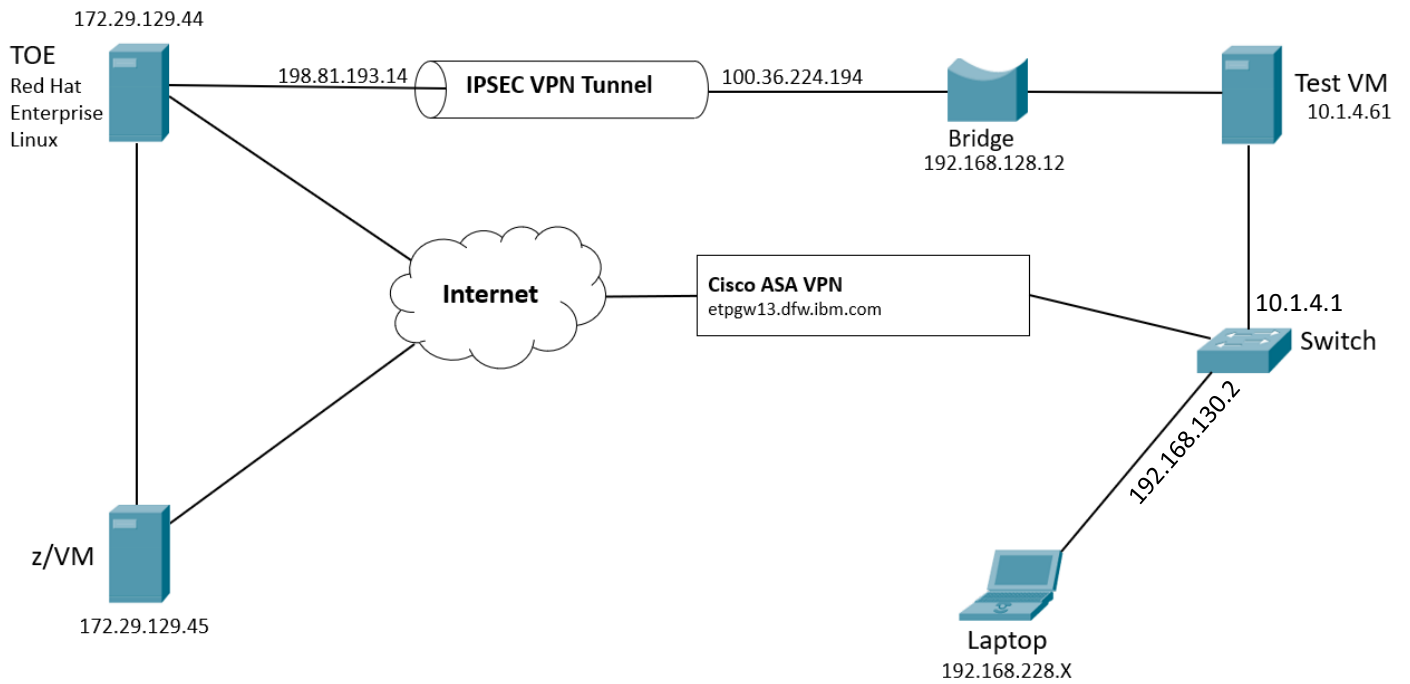 172.29.129.44
TOE
Red Hat
Enterprise
Linux
198.81.193.14
IPSEC VPN Tunnel
100.36.224.194
Bridge
192.168.128.12
Test VM
10.1.4.61
Internet
Cisco ASA VPN
etpgw13.dfw.ibm.com
10.1.4.1
Switch
192.168.130.2
z/VM
172.29.129.45
Laptop
192.168.228.X